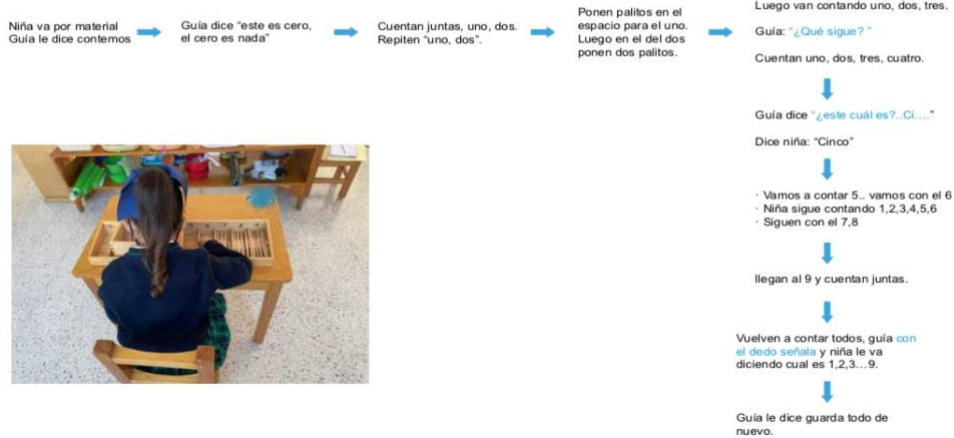 Niña va por material
Guía le dice contemos
Guía dice “este es cero,
el cero es nada”
Cuentan juntas, uno, dos.
Repiten “uno, dos”.
Ponen palitos en el
espacio para el uno.
Luego en el del dos
ponen dos palitos.
Luego van contando uno, dos, tres.
Guía: “¿Qué sigue? ”
Cuentan uno, dos, tres, cuatro.
Guía dice “¿este cuál es?..Ci....”
Dice niña: “Cinco”
· Vamos a contar 5.. vamos con el 6
· Niña sigue contando 1,2,3,4,5,6
· Siguen con el 7,8
llegan al 9 y cuentan juntas.
Vuelven a contar todos, guía con
el dedo señala y niña le va
diciendo cual es 1,2,3...9.
Guía le dice guarda todo de
nuevo.